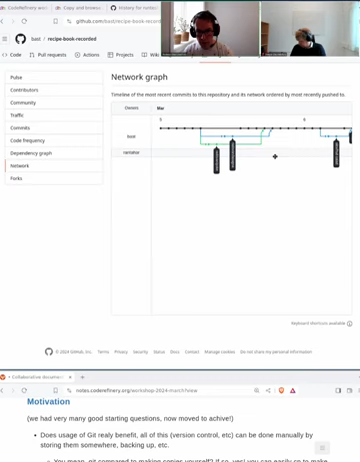 CodeRefinery wor
Copy and browse
History for recip
github.com/bast/recipe-book-recorded
bast / recipe-book-recorded
Code
Pull requests
Actions
Projects
Wiki
Pulse
Contributors
Community
Traffic
Commits
Code frequency
Dependency graph
Network
Forks
Network graph
Timeline of the most recent commits to this repository and its network ordered by most recently pushed to.
Owners
Mar
bast
Keyboard shortcuts available
© 2024 GitHub, Inc. Terms Privacy Security Status Docs Contact Manage cookies Do not share my personal information
Collaborative documen
notes.coderefinery.org/workshop-2024-march?view
Motivation
(we had very many good starting questions, now moved to achive!)
Does usage of Git realy benefit, all of this (version control, etc) can be done manually by
storing them somewhere, backing up, etc.